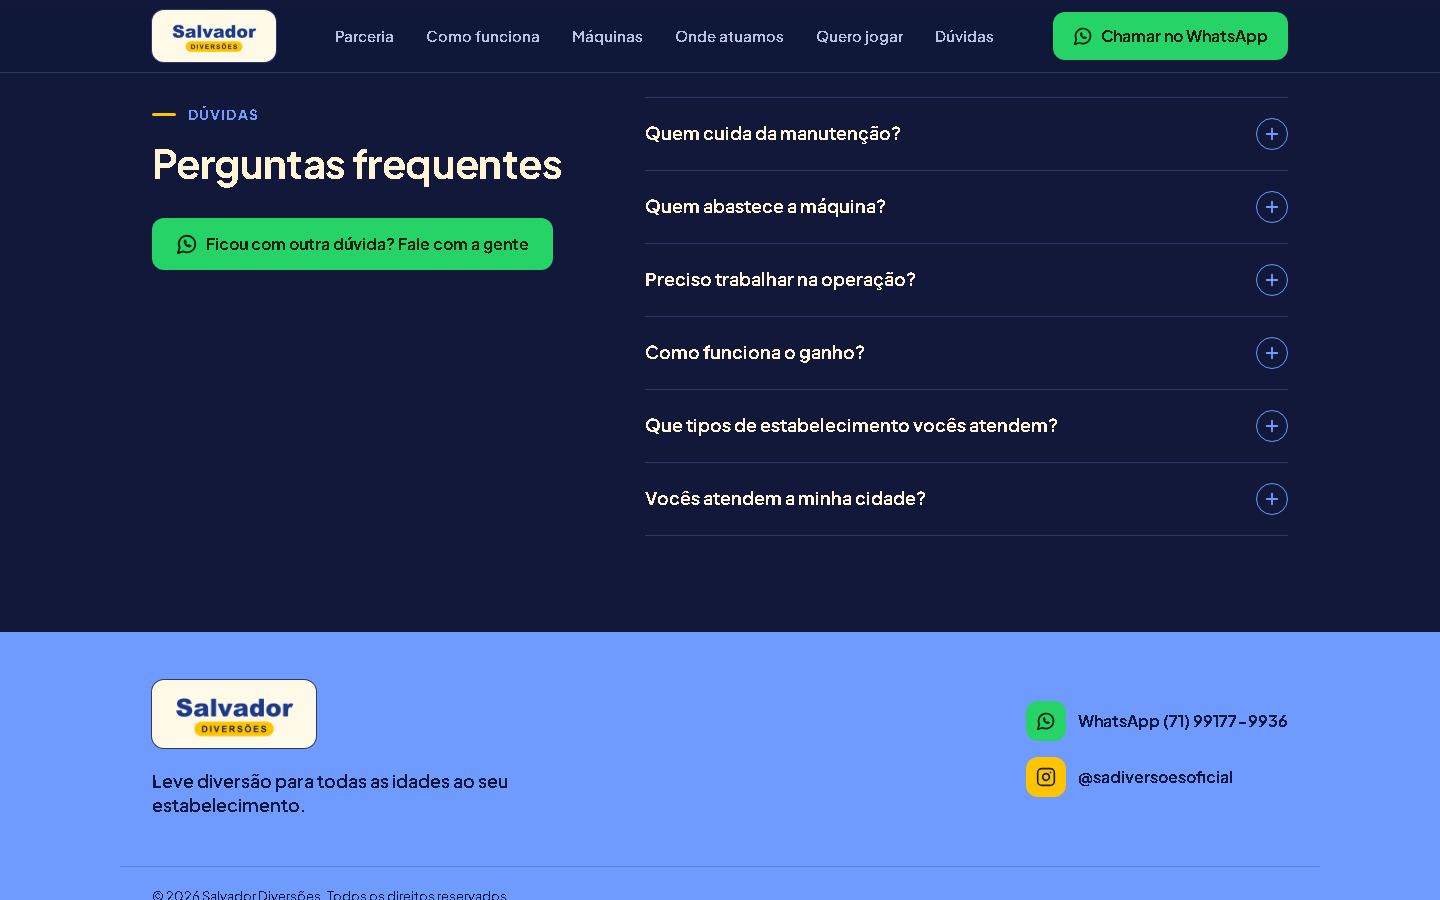 Salvador
DIVERSÕES
Parceria
Como funciona
Máquinas
Onde atuamos
Quero jogar
Dúvidas
Chamar no WhatsApp
DÚVIDAS
Perguntas frequentes
Ficou com outra dúvida? Fale com a gente
Quem cuida da manutenção?
Quem abastece a máquina?
Preciso trabalhar na operação?
Como funciona o ganho?
Que tipos de estabelecimento vocês atendem?
Vocês atendem a minha cidade?
Salvador
DIVERSÕES
Leve diversão para todas as idades ao seu
estabelecimento.
WhatsApp (71) 99177-9936
@sadiversoesoficial
© 2026 Salvador Diversões. Todos os direitos reservados.